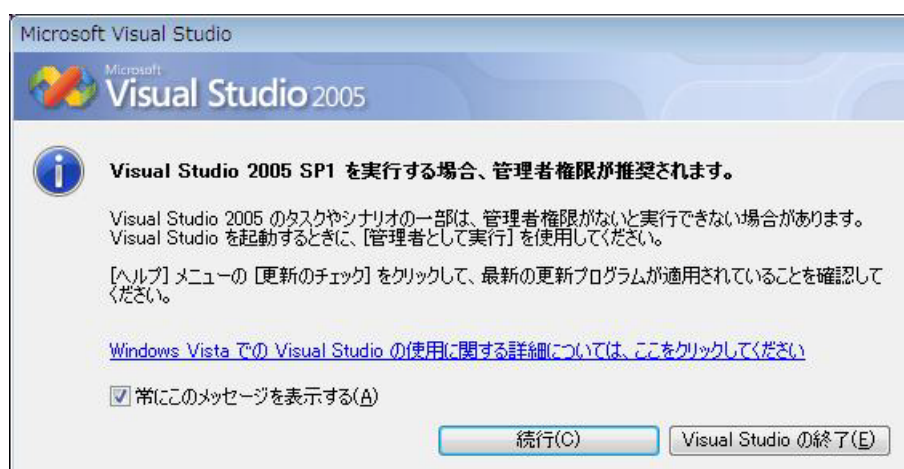 Microsoft Visual Studio
Microsoft
Visual Studio 2005
Visual Studio 2005 SP1 を実行する場合、管理者権限が推奨されます。
Visual Studio 2005 のタスクやシナリオの一部は、管理者権限がないと実行できない場合があります。
Visual Studio を起動するときに、[管理者として実行] を使用してください。
[ヘルプ] メニューの [更新のチェック] をクリックして、最新の更新プログラムが適用されていることを確認して
ください。
Windows Vista での Visual Studio の使用に関する詳細については、ここをクリックしてください
常にこのメッセージを表示する(A)
続行(C)
Visual Studio の終了(E)